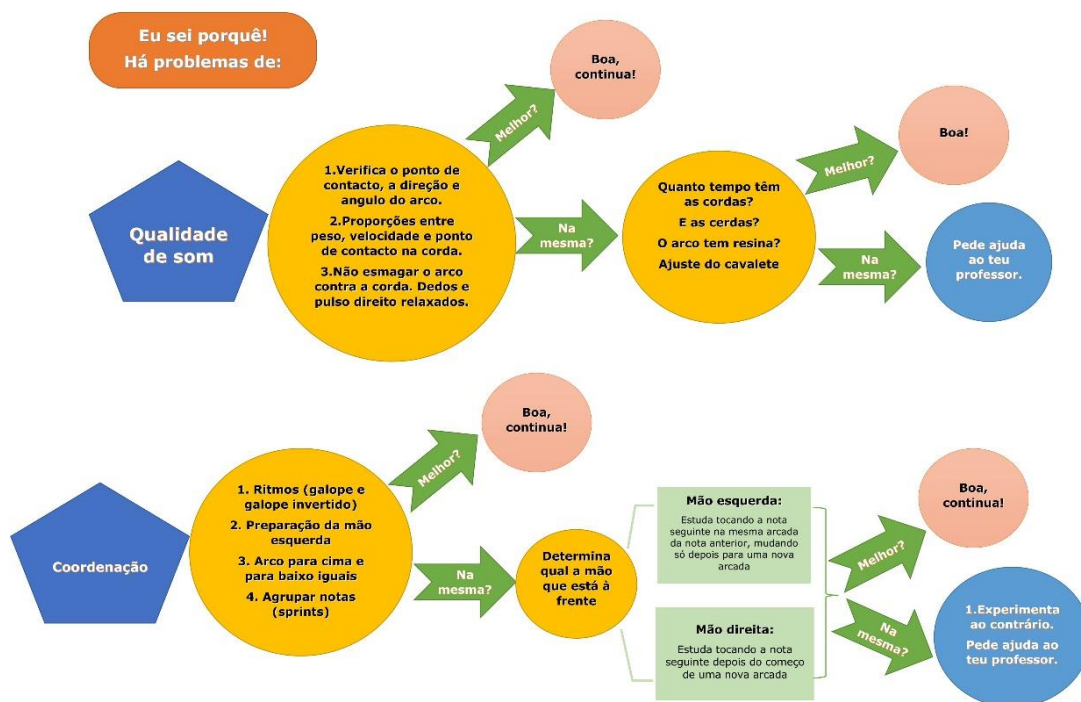 Eu sei porquê!
Há problemas de:
Qualidade
de som
1.Verifica o ponto de
contacto, a direção e
angulo do arco.
2.Proporções entre
peso, velocidade e ponto
de contacto na corda.
3.Não esmagar o arco
contra a corda. Dedos e
pulso direito relaxados.
Melhor?
Boa,
continua!
Na
mesma?
Quanto tempo têm
as cordas?
E as cerdas?
O arco tem resina?
Ajuste do cavalete
Melhor?
Boa!
Na
mesma?
Pede ajuda
ao teu
professor.
Coordenação
1. Ritmos (galope e
galope invertido)
2. Preparação da mão
esquerda
3. Arco para cima e
para baixo iguais
4. Agrupar notas
(sprints)
Melhor?
Boa,
continua!
Na
mesma?
Determina
qual a mão
que está à
frente
Mão esquerda:
Estuda tocando a nota
seguinte na mesma arcada
da nota anterior, mudando
só depois para uma nova
arcada
Mão direita:
Estuda tocando a nota
seguinte depois do começo
de uma nova arcada
Melhor?
Boa,
continua!
Na
mesma?
1.Experimenta
ao contrário.
Pede ajuda ao
teu professor.